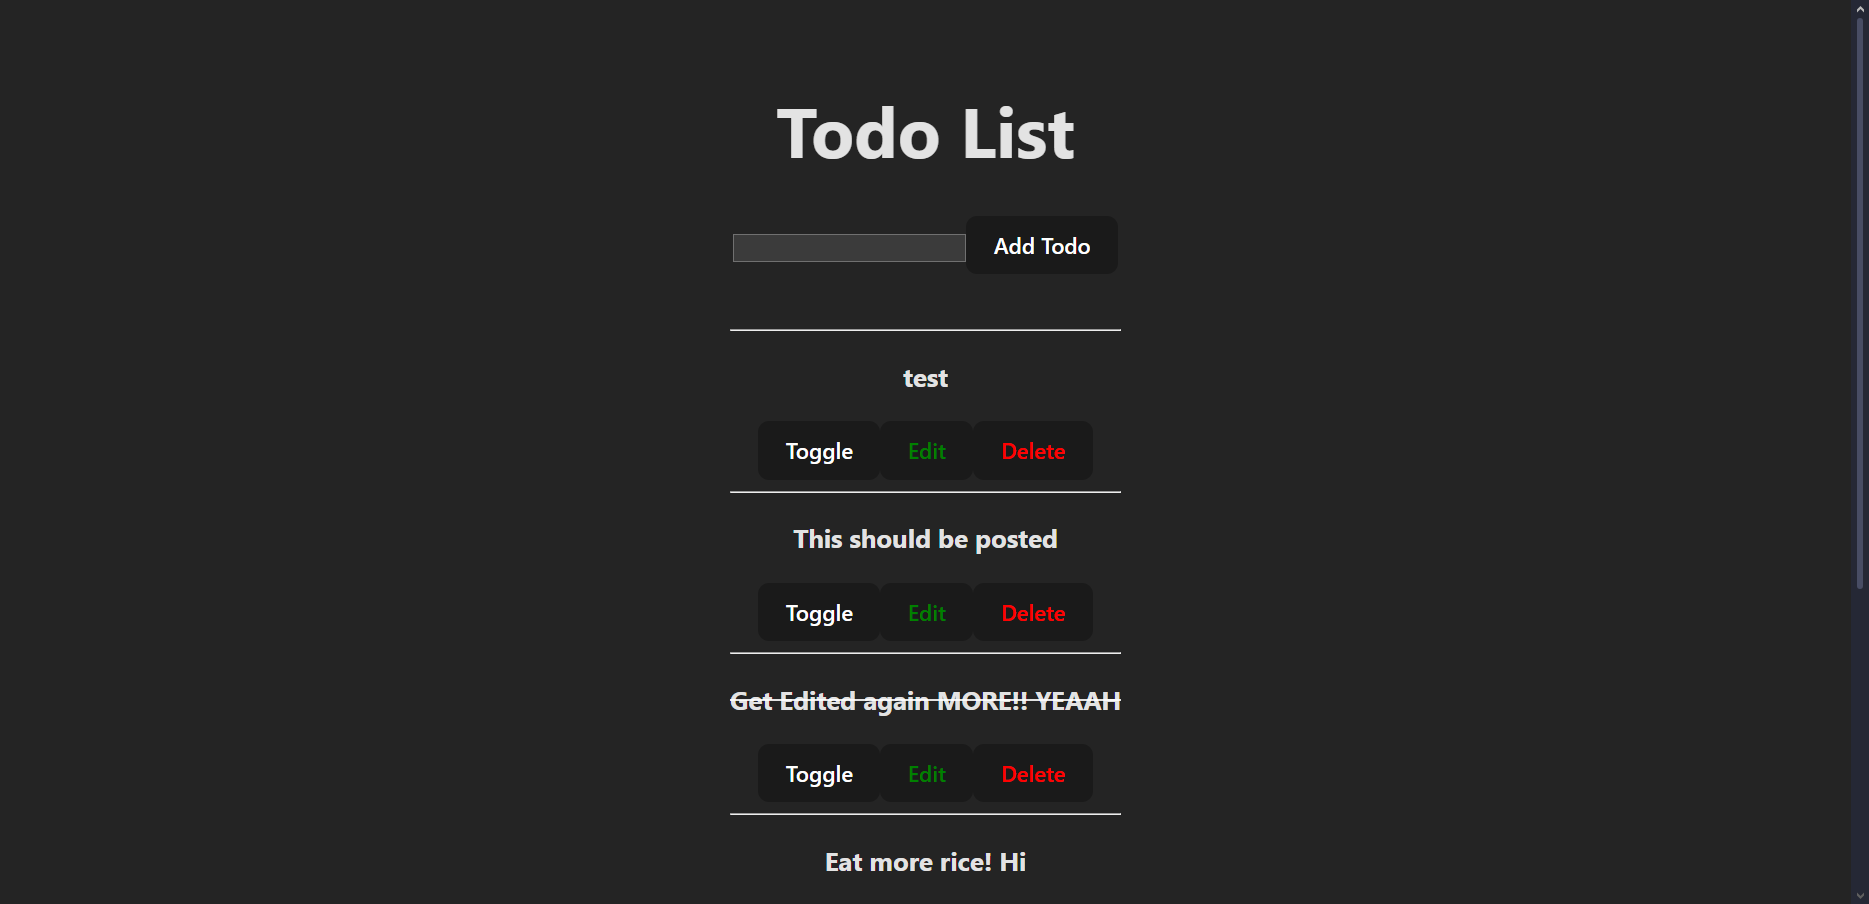 Todo List
Add Todo
test
Toggle Edit Delete
This should be posted
Toggle Edit Delete
Get Edited again MORE!! YEAAH
Toggle Edit Delete
Eat more rice! Hi